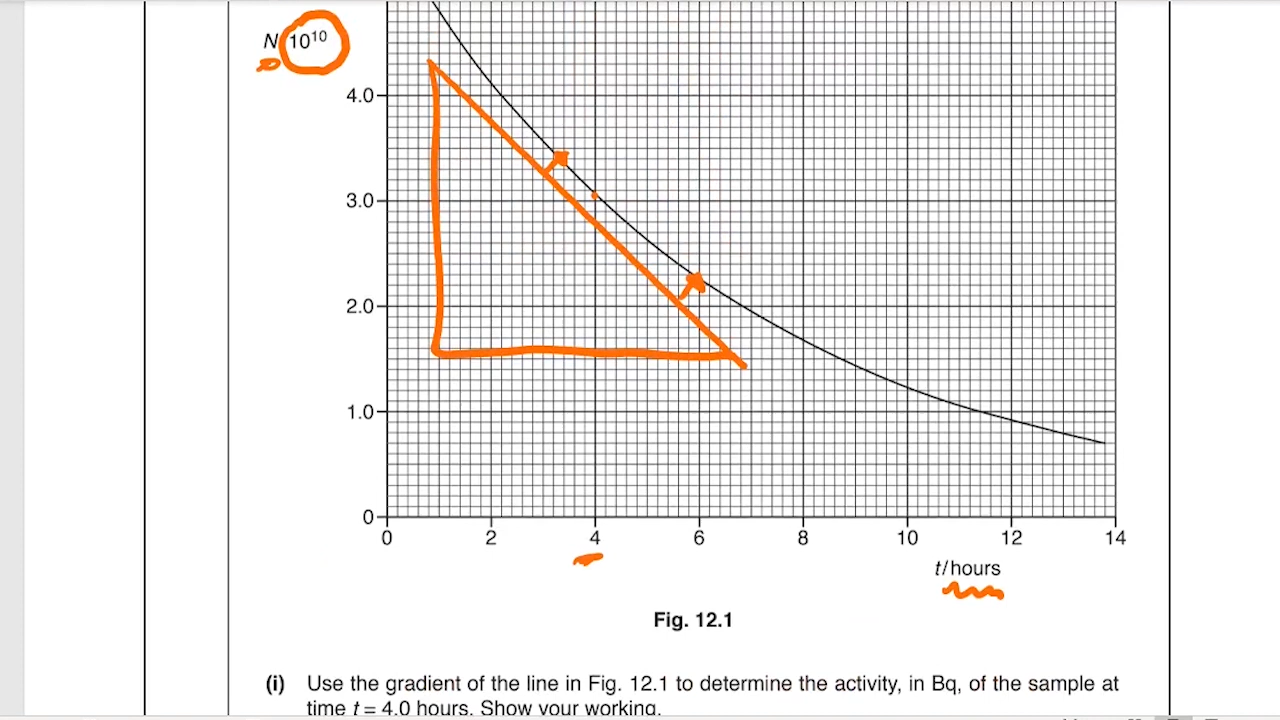 N 10¹⁰
4.0
3.0
2.0
1.0
0
0 2 4 6 8 10 12 14
t/hours
Fig. 12.1
(i) Use the gradient of the line in Fig. 12.1 to determine the activity, in Bq, of the sample at
time t = 4.0 hours. Show your working.